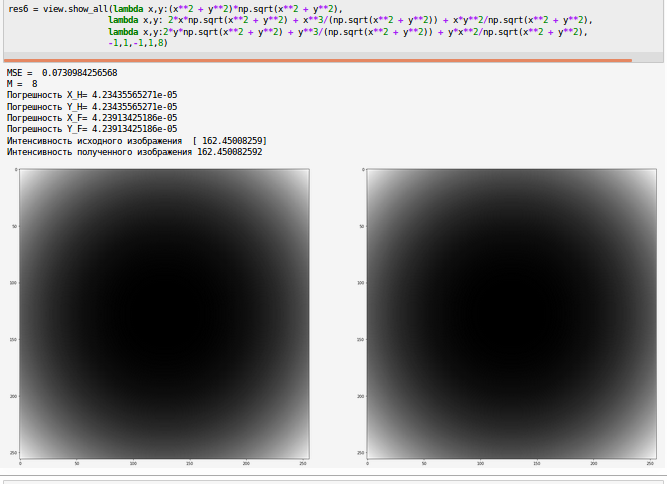 res6 = view.show_all(lambda x,y:(x**2 + y**2)*np.sqrt(x**2 + y**2),
lambda x,y: 2*x*np.sqrt(x**2 + y**2) + x**3/(np.sqrt(x**2 + y**2)) + x*y**2/np.sqrt(x**2 + y**2),
lambda x,y:2*y*np.sqrt(x**2 + y**2) + y**3/(np.sqrt(x**2 + y**2)) + y*x**2/np.sqrt(x**2 + y**2),
-1,1,-1,1,8)
MSE =  0.0730984256568
M =  8
Погрешность X_H= 4.23435565271e-05
Погрешность Y_H= 4.23435565271e-05
Погрешность X_F= 4.23913425186e-05
Погрешность Y_F= 4.23913425186e-05
Интенсивность исходного изображения  [ 162.45008259]
Интенсивность полученного изображения 162.450082592
0
50
100
150
200
250
0 50 100 150 200 250
0
50
100
150
200
250
0 50 100 150 200 250